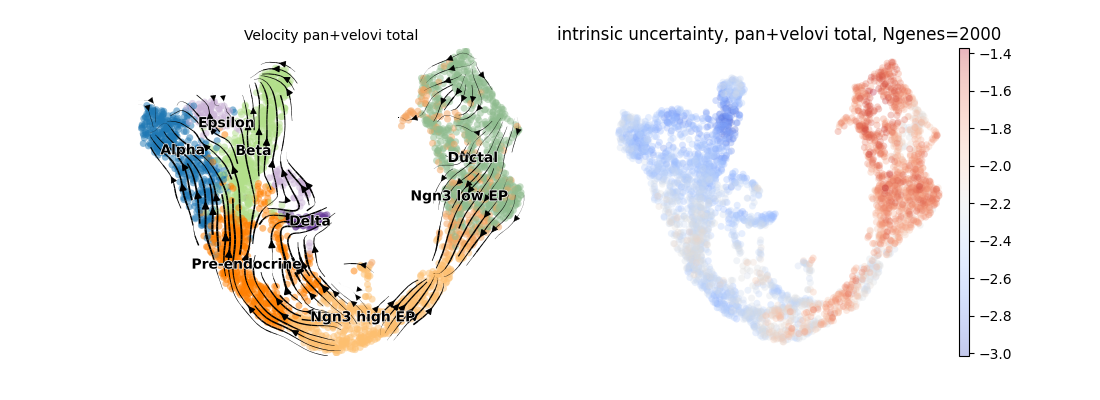 Velocity pan+velovi total
Epsilon
Alpha
Beta
Ductal
Ngn3 low EP
Delta
Pre-endocrine
Ngn3 high EP
intrinsic uncertainty, pan+velovi total, Ngenes=2000
−1.4
−1.6
−1.8
−2.0
−2.2
−2.4
−2.6
−2.8
−3.0